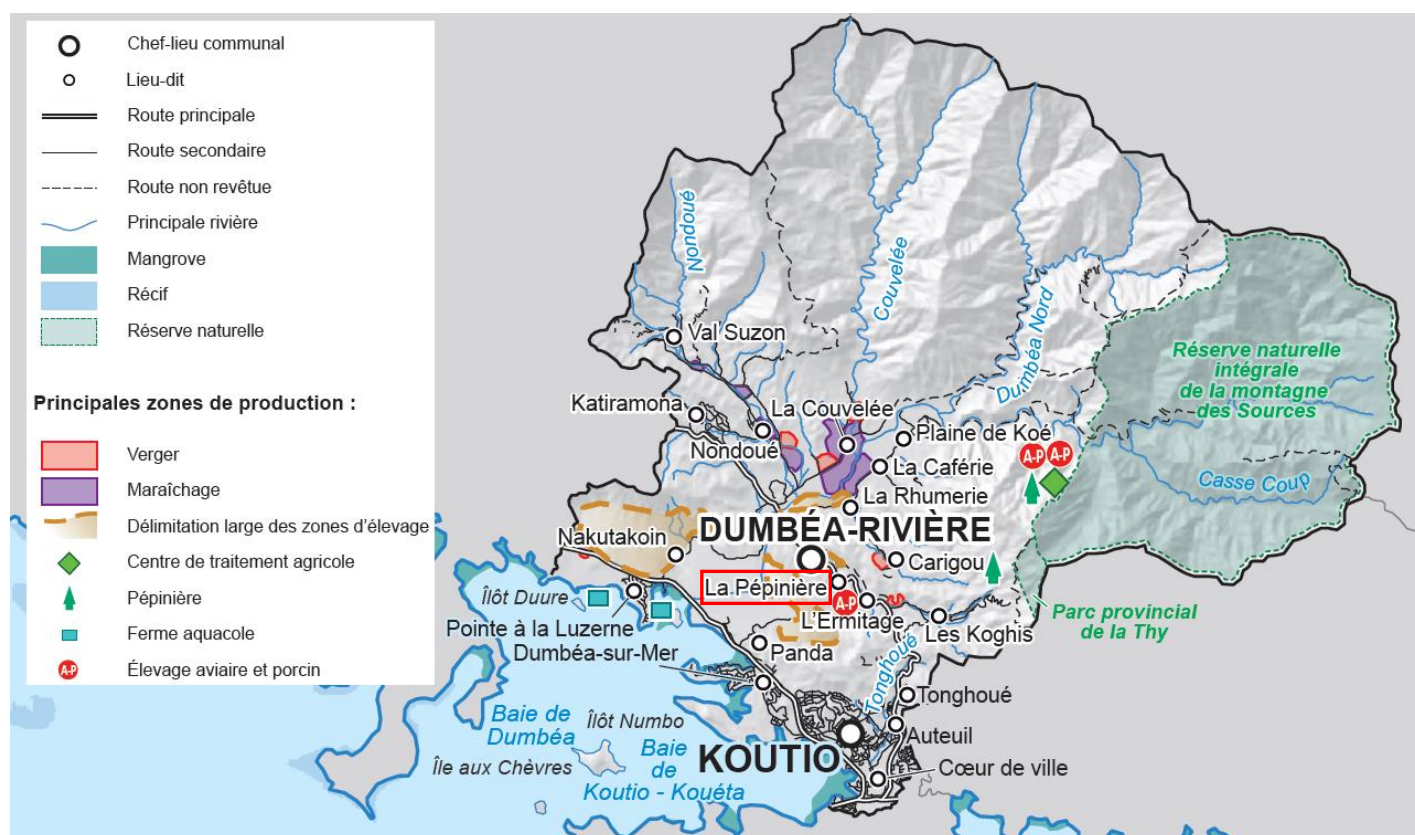 Chef-lieu communal
Lieu-dit
Route principale
Route secondaire
Route non revêtue
Principale rivière
Mangrove
Récif
Réserve naturelle
Principales zones de production :
Verger
Maraîchage
Délimitation large des zones d'élevage
Centre de traitement agricole
Pépinière
Ferme aquacole
A-P
Élevage aviaire et porcin
Nondoué
Couvelée
Dumbéa Nord
Val Suzon
Réserve naturelle
intégrale
de la montagne
des Sources
Katiramona
La Couvelée
Nondoué
Plaine de Koé
A-P
A-P
La Caférie
Casse Coup
La Rhumerie
DUMBÉA-RIVIÈRE
Nakutakoin
Carigou
La Pépinière
A-P
Îlôt Duure
L'Ermitage
Les Koghis
Parc provincial
de la Thy
Pointe à la Luzerne
Dumbéa-sur-Mer
Panda
Tonghoué
Tonghoué
Baie de
Dumbéa
Îlôt Numbo
Auteuil
Île aux Chèvres
Baie
de
Koutio - Kouéta
KOUTIO
Cœur de ville